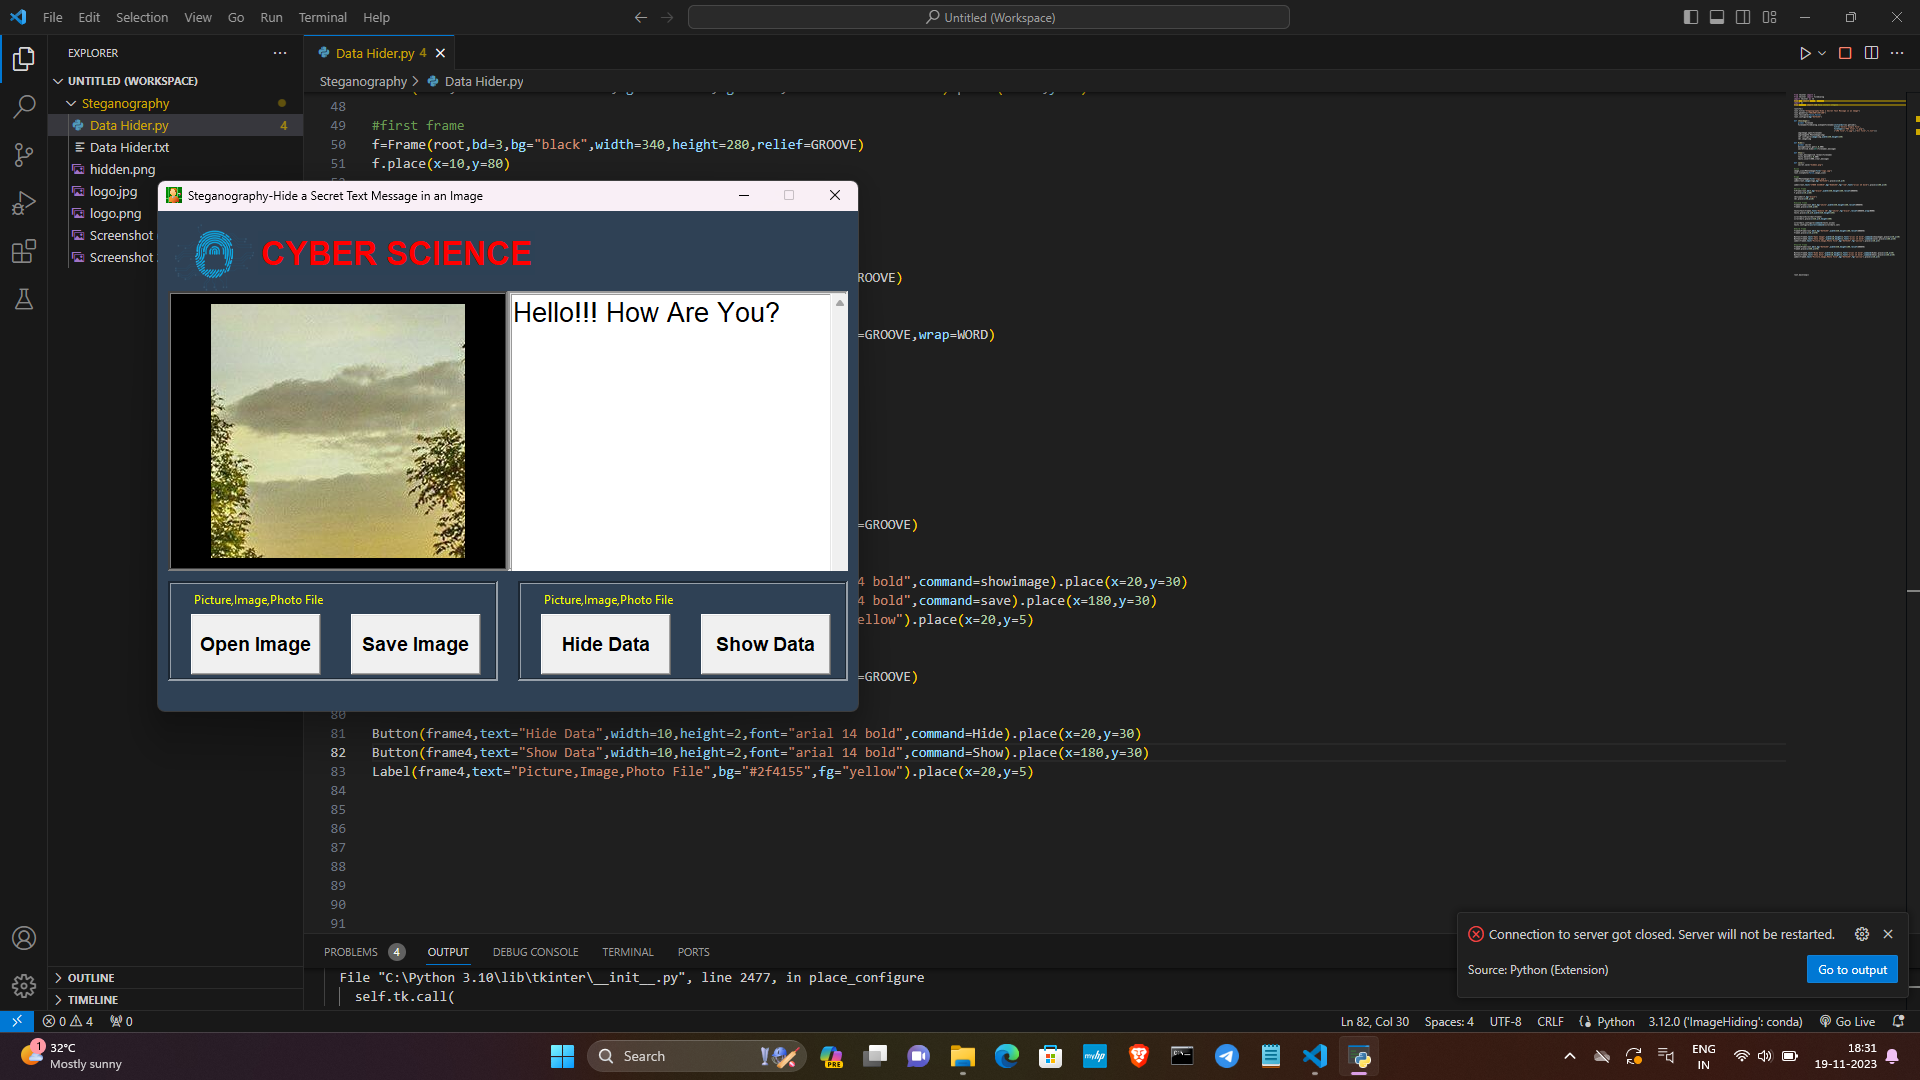 File Edit Selection View Go Run Terminal Help
Untitled (Workspace)
EXPLORER
UNTITLED (WORKSPACE)
Steganography
Data Hider.py 4
Data Hider.txt
hidden.png
logo.jpg
logo.png
Screenshot
Screenshot
OUTLINE
TIMELINE
Data Hider.py 4
Steganography > Data Hider.py
48
49 #first frame
50 f=Frame(root,bd=3,bg="black",width=340,height=280,relief=GROOVE)
51 f.place(x=10,y=80)
ROOVE)
=GROOVE,wrap=WORD)
=GROOVE)
4 bold",command=showimage).place(x=20,y=30)
4 bold",command=save).place(x=180,y=30)
ellow").place(x=20,y=5)
=GROOVE)
80
81 Button(frame4,text="Hide Data",width=10,height=2,font="arial 14 bold",command=Hide).place(x=20,y=30)
82 Button(frame4,text="Show Data",width=10,height=2,font="arial 14 bold",command=Show).place(x=180,y=30)
83 Label(frame4,text="Picture,Image,Photo File",bg="#2f4155",fg="yellow").place(x=20,y=5)
84
85
86
87
88
89
90
91
Steganography-Hide a Secret Text Message in an Image
CYBER SCIENCE
Hello!!! How Are You?
Picture,Image,Photo File
Open Image Save Image
Picture,Image,Photo File
Hide Data Show Data
PROBLEMS 4 OUTPUT DEBUG CONSOLE TERMINAL PORTS
File "C:\Python 3.10\lib\tkinter\__init__.py", line 2477, in place_configure
self.tk.call(
Connection to server got closed. Server will not be restarted.
Source: Python (Extension)
Go to output
0 4 0
Ln 82, Col 30 Spaces: 4 UTF-8 CRLF Python 3.12.0 ('ImageHiding': conda) Go Live
1
32°C
Mostly sunny
Search
PRE
myhp
ENG
IN
18:31
19-11-2023